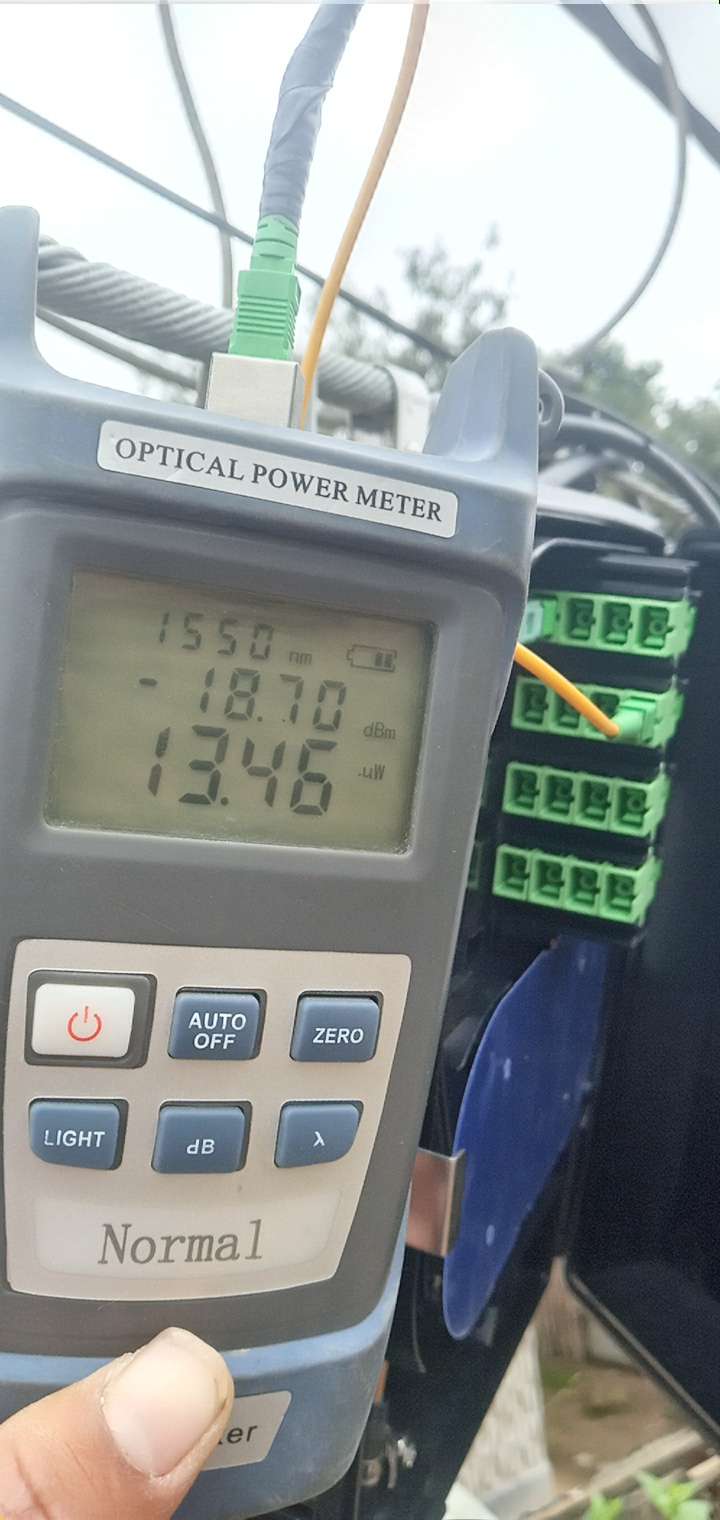 OPTICAL POWER METER
1550 nm
-18.70 dBm
13.46 uW
AUTO OFF
ZERO
LIGHT
dB
λ
Normal